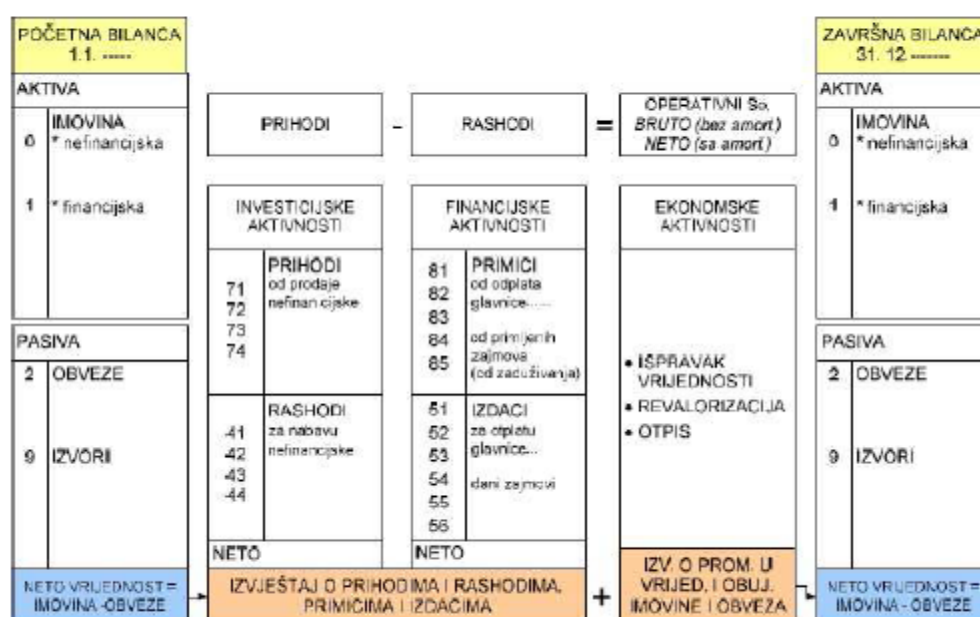 POČETNA BILANCA
1.1. -----
AKTIVA
0 IMOVINA
* nefinancijska
1 * financijska
PASIVA
2 OBVEZE
9 IZVORI
NETO VRIJEDNOST =
IMOVINA -OBVEZE
PRIHODI
-
RASHODI
=
OPERATIVNI So.
BRUTO (bez amort.)
NETO (sa amort.)
INVESTICIJSKE
AKTIVNOSTI
PRIHODI
od prodaje
nefinancijske
71
72
73
74
RASHODI
za nabavu
nefinancijske
41
42
43
44
NETO
FINANCIJSKE
AKTIVNOSTI
PRIMICI
od odplata
glavnice......
od primljenih
zajmova
(od zaduživanja)
81
82
83
84
85
IZDACI
za otplatu
glavnice...
dani zajmovi
51
52
53
54
55
56
NETO
EKONOMSKE
AKTIVNOSTI
• ISPRAVAK
VRIJEDNOSTI
• REVALORIZACIJA
• OTPIS
IZVJEŠTAJ O PRIHODIMA I RASHODIMA,
PRIMICIMA I IZDACIMA
+
IZV. O PROM. U
VRIJED. I OBUJ.
IMOVINE I OBVEZA
ZAVRŠNA BILANCA
31. 12. -------
AKTIVA
0 IMOVINA
* nefinancijska
1 * financijska
PASIVA
2 OBVEZE
9 IZVORI
NETO VRIJEDNOST =
IMOVINA - OBVEZE